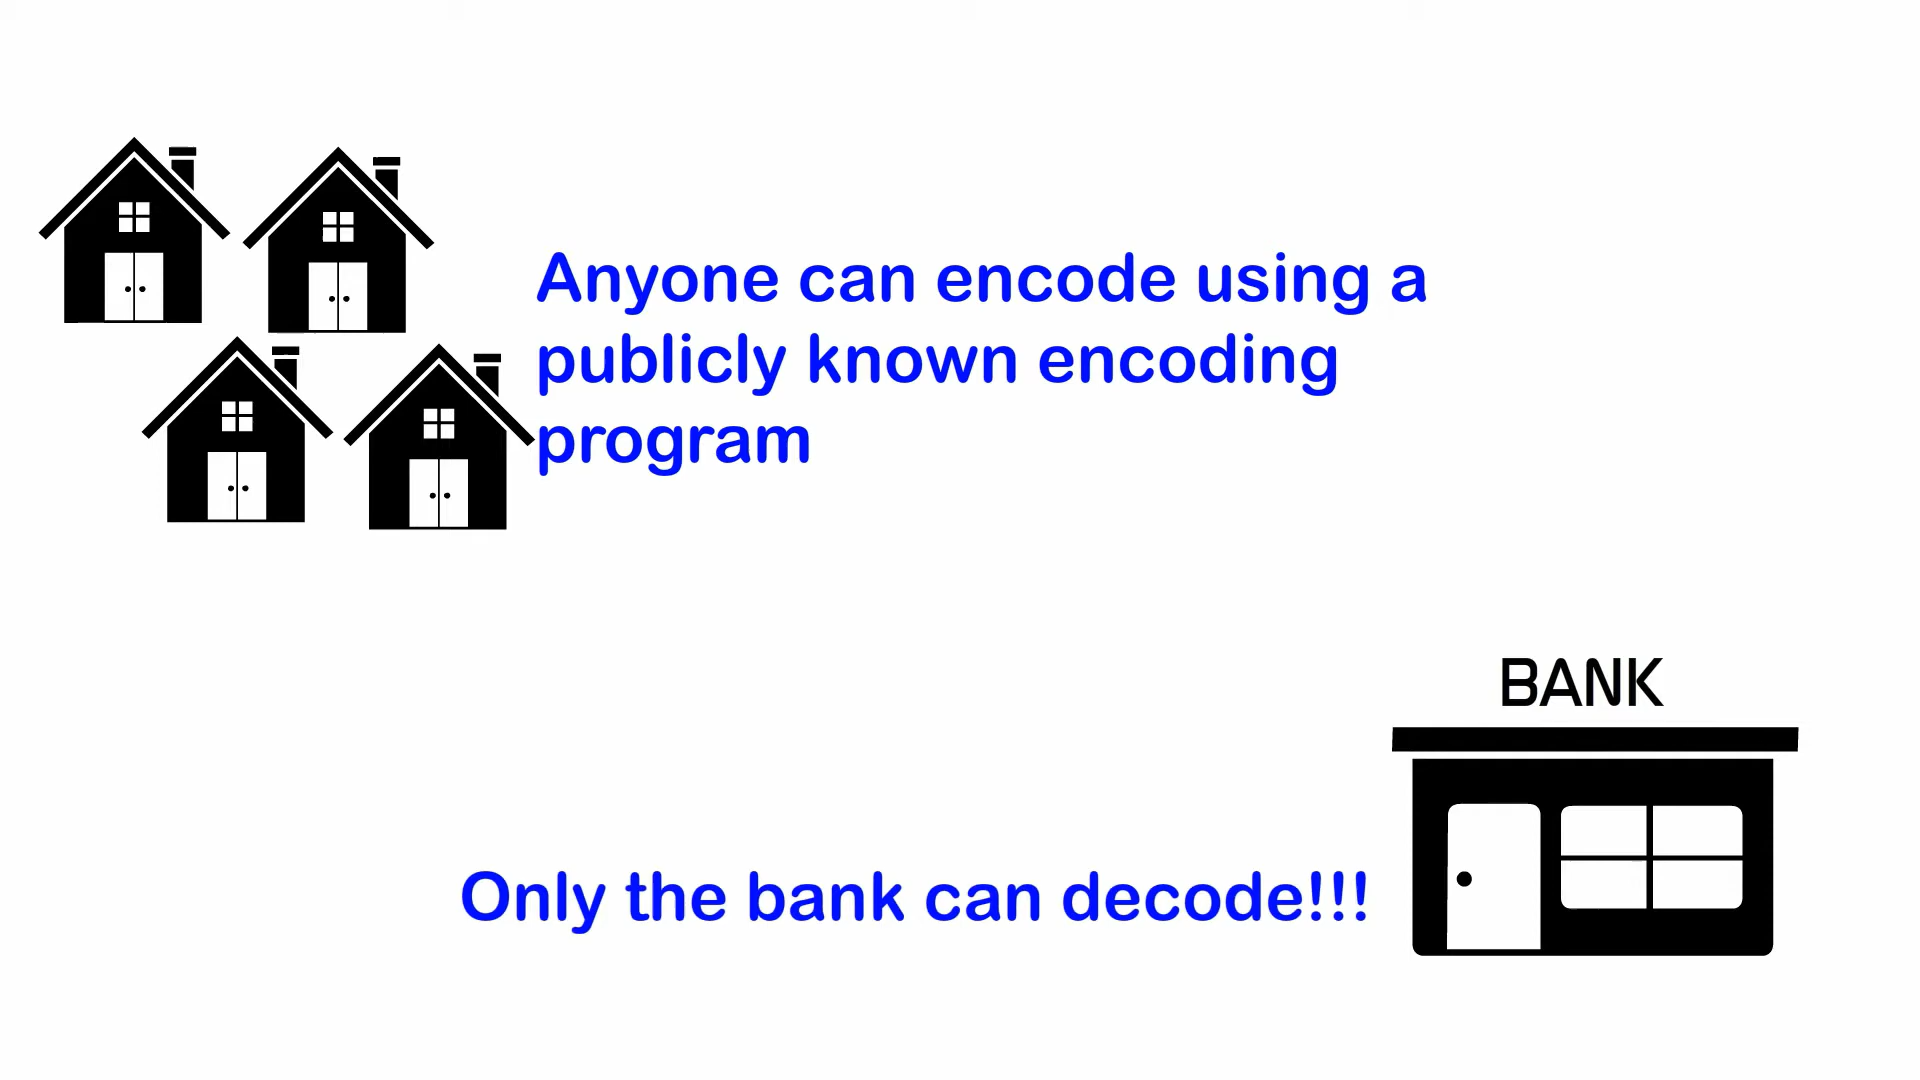 Anyone can encode using a
publicly known encoding
program
BANK
Only the bank can decode!!!